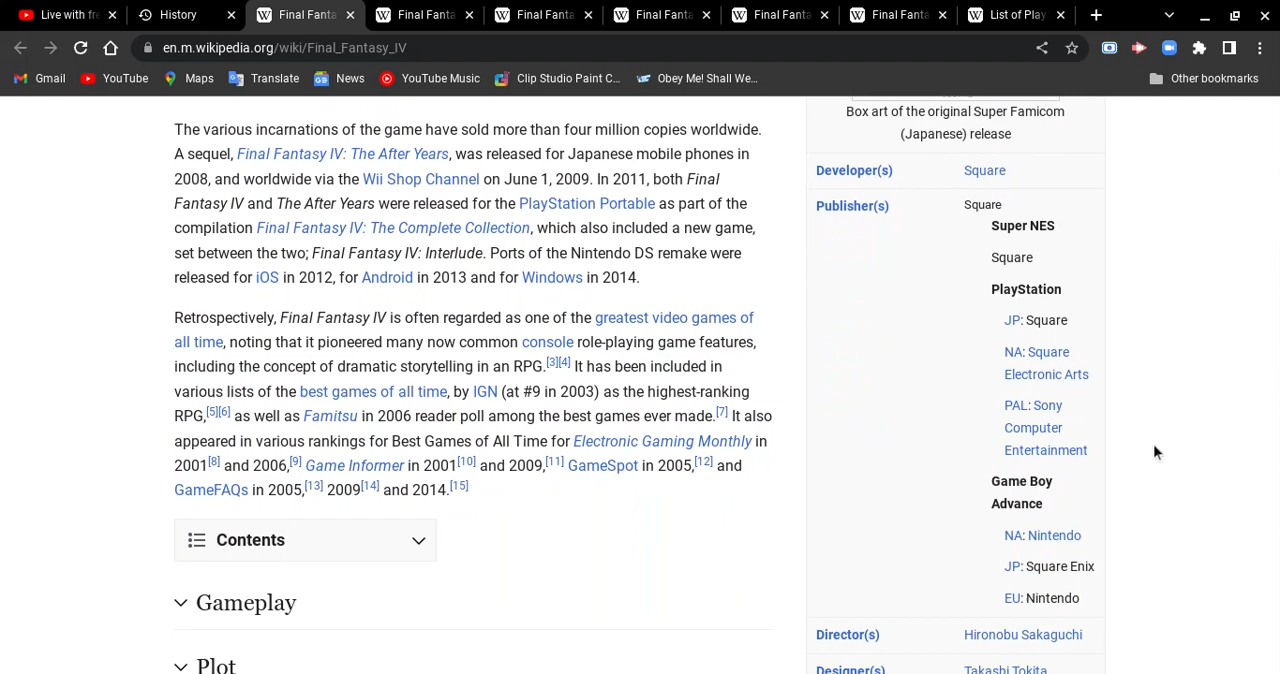 Live with fre
History
Final Fanta
Final Fanta
Final Fanta
Final Fanta
Final Fanta
Final Fanta
List of Play
en.m.wikipedia.org/wiki/Final_Fantasy_IV
Gmail
YouTube
Maps
Translate
News
YouTube Music
Clip Studio Paint C...
Obey Me! Shall We...
Other bookmarks
The various incarnations of the game have sold more than four million copies worldwide.
A sequel, Final Fantasy IV: The After Years, was released for Japanese mobile phones in
2008, and worldwide via the Wii Shop Channel on June 1, 2009. In 2011, both Final
Fantasy IV and The After Years were released for the PlayStation Portable as part of the
compilation Final Fantasy IV: The Complete Collection, which also included a new game,
set between the two; Final Fantasy IV: Interlude. Ports of the Nintendo DS remake were
released for iOS in 2012, for Android in 2013 and for Windows in 2014.
Retrospectively, Final Fantasy IV is often regarded as one of the greatest video games of
all time, noting that it pioneered many now common console role-playing game features,
including the concept of dramatic storytelling in an RPG.[3][4] It has been included in
various lists of the best games of all time, by IGN (at #9 in 2003) as the highest-ranking
RPG,[5][6] as well as Famitsu in 2006 reader poll among the best games ever made.[7] It also
appeared in various rankings for Best Games of All Time for Electronic Gaming Monthly in
2001[8] and 2006,[9] Game Informer in 2001[10] and 2009,[11] GameSpot in 2005,[12] and
GameFAQs in 2005,[13] 2009[14] and 2014.[15]
Contents
Gameplay
Plot
Box art of the original Super Famicom
(Japanese) release
Developer(s) Square
Publisher(s) Square
Super NES
Square
PlayStation
JP: Square
NA: Square
Electronic Arts
PAL: Sony
Computer
Entertainment
Game Boy
Advance
NA: Nintendo
JP: Square Enix
EU: Nintendo
Director(s) Hironobu Sakaguchi
Designer(s) Takashi Tokita